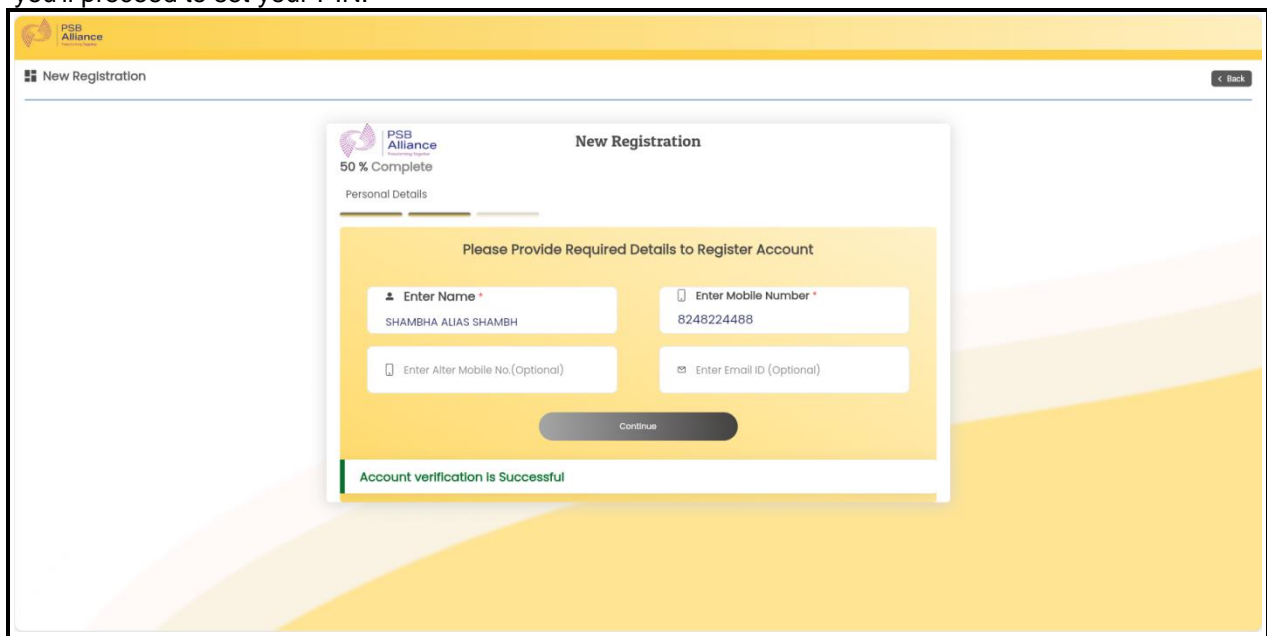 you'll proceed to set your PIN.
PSB
Alliance
New Registration
< Back
PSB
Alliance
New Registration
50 % Complete
Personal Details
Please Provide Required Details to Register Account
Enter Name *
Enter Mobile Number *
SHAMBHA ALIAS SHAMBH
8248224488
Enter Alter Mobile No.(Optional)
Enter Email ID (Optional)
Continue
Account verification is Successful